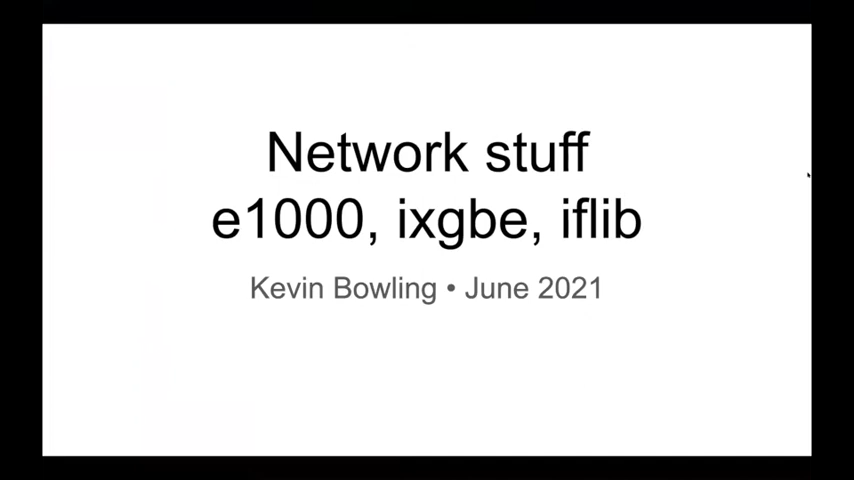 Network stuff
e1000, ixgbe, iflib
Kevin Bowling • June 2021